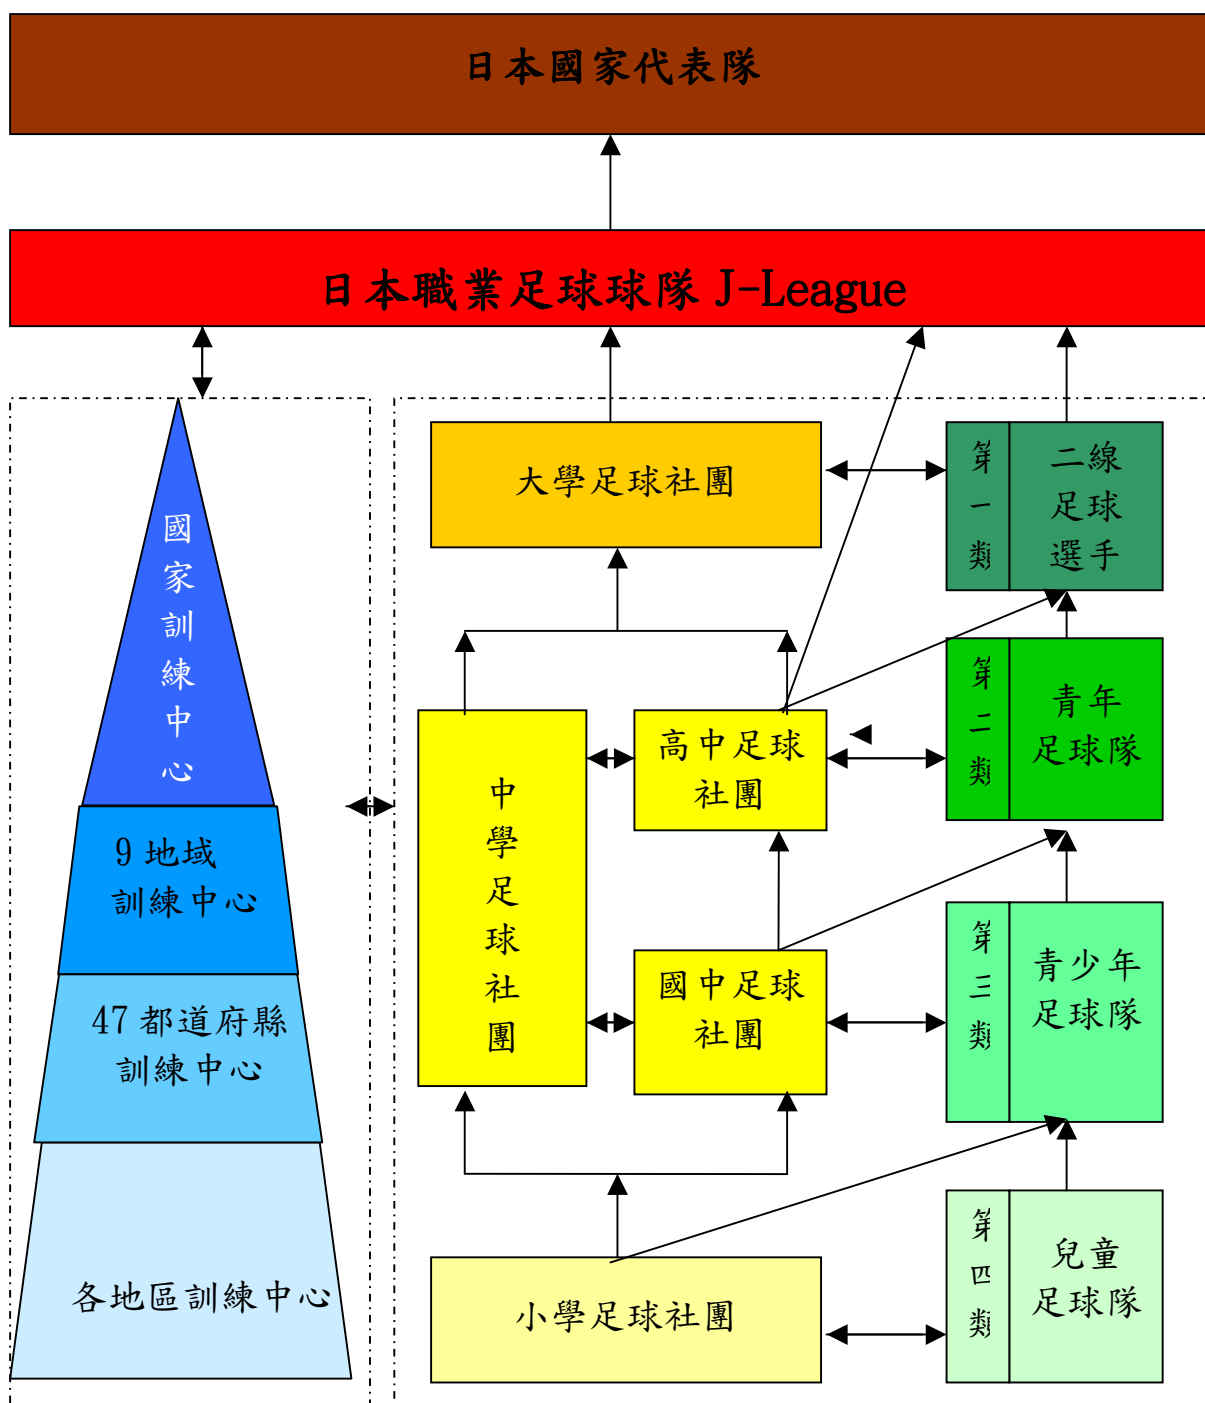 日本國家代表隊
日本職業足球球隊 J-League
國家訓練中心
9 地域
訓練中心
47 都道府縣
訓練中心
各地區訓練中心
大學足球社團
第一類
二線
足球
選手
中學足球社團
高中足球
社團
第二類
青年
足球隊
國中足球
社團
第三類
青少年
足球隊
小學足球社團
第四類
兒童
足球隊